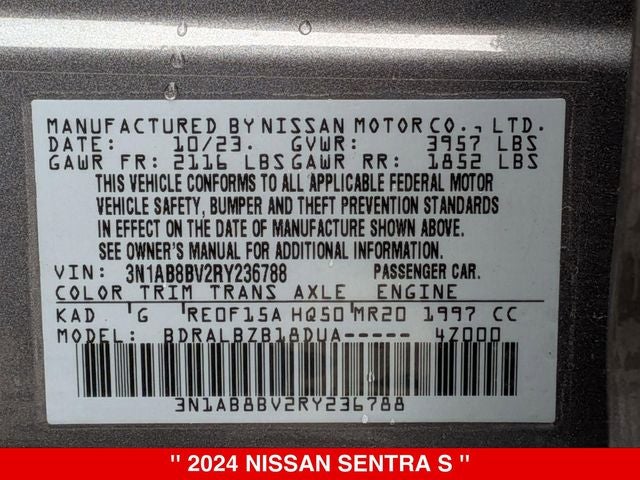 MANUFACTURED BY NISSAN MOTOR CO., LTD.
DATE: 10/23. GVWR: 3957 LBS
GAWR FR: 2116 LBS GAWR RR: 1852 LBS
THIS VEHICLE CONFORMS TO ALL APPLICABLE FEDERAL MOTOR
VEHICLE SAFETY, BUMPER AND THEFT PREVENTION STANDARDS
IN EFFECT ON THE DATE OF MANUFACTURE SHOWN ABOVE.
SEE OWNER'S MANUAL FOR ADDITIONAL INFORMATION.
VIN: 3N1AB8BV2RY236788 PASSENGER CAR.
COLOR TRIM TRANS AXLE ENGINE
KAD G RE0F15A HQ50 MR20 1997 CC
MODEL: BDRALBZB18DUA----- 4Z000
3N1AB8BV2RY236788
" 2024 NISSAN SENTRA S "